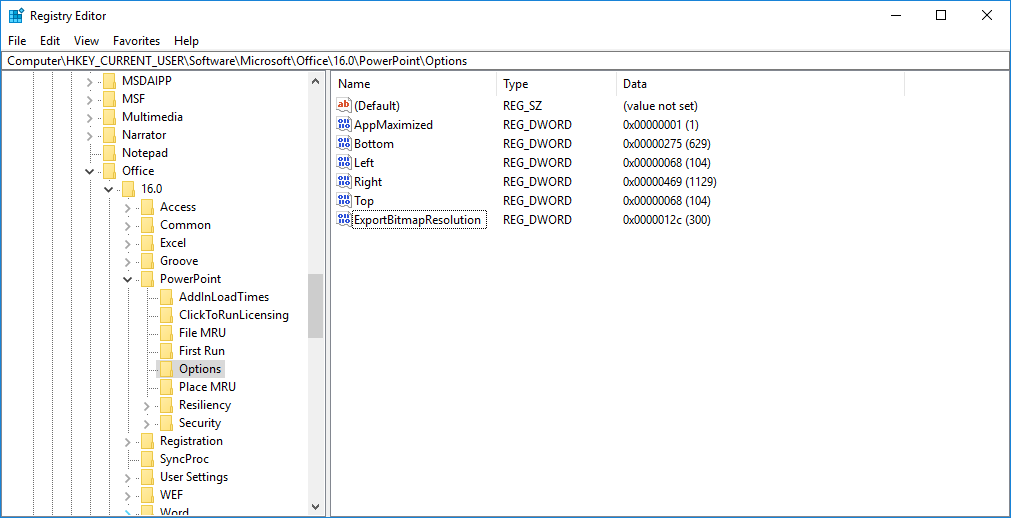 Registry Editor
File Edit View Favorites Help
Computer\HKEY_CURRENT_USER\Software\Microsoft\Office\16.0\PowerPoint\Options
MSDAIPP
MSF
Multimedia
Narrator
Notepad
Office
16.0
Access
Common
Excel
Groove
PowerPoint
AddInLoadTimes
ClickToRunLicensing
File MRU
First Run
Options
Place MRU
Resiliency
Security
Registration
SyncProc
User Settings
WEF
Word
Name Type Data
(Default) REG_SZ (value not set)
AppMaximized REG_DWORD 0x00000001 (1)
Bottom REG_DWORD 0x00000275 (629)
Left REG_DWORD 0x00000068 (104)
Right REG_DWORD 0x00000469 (1129)
Top REG_DWORD 0x00000068 (104)
ExportBitmapResolution REG_DWORD 0x0000012c (300)